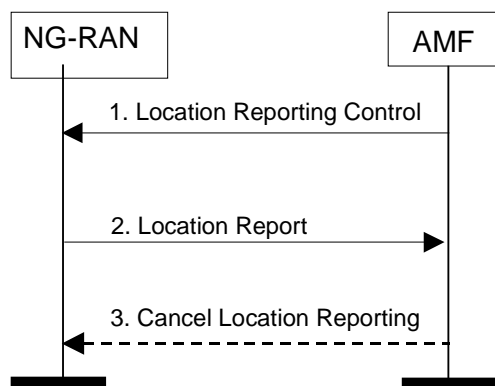 NG-RAN
AMF
1. Location Reporting Control
2. Location Report
3. Cancel Location Reporting